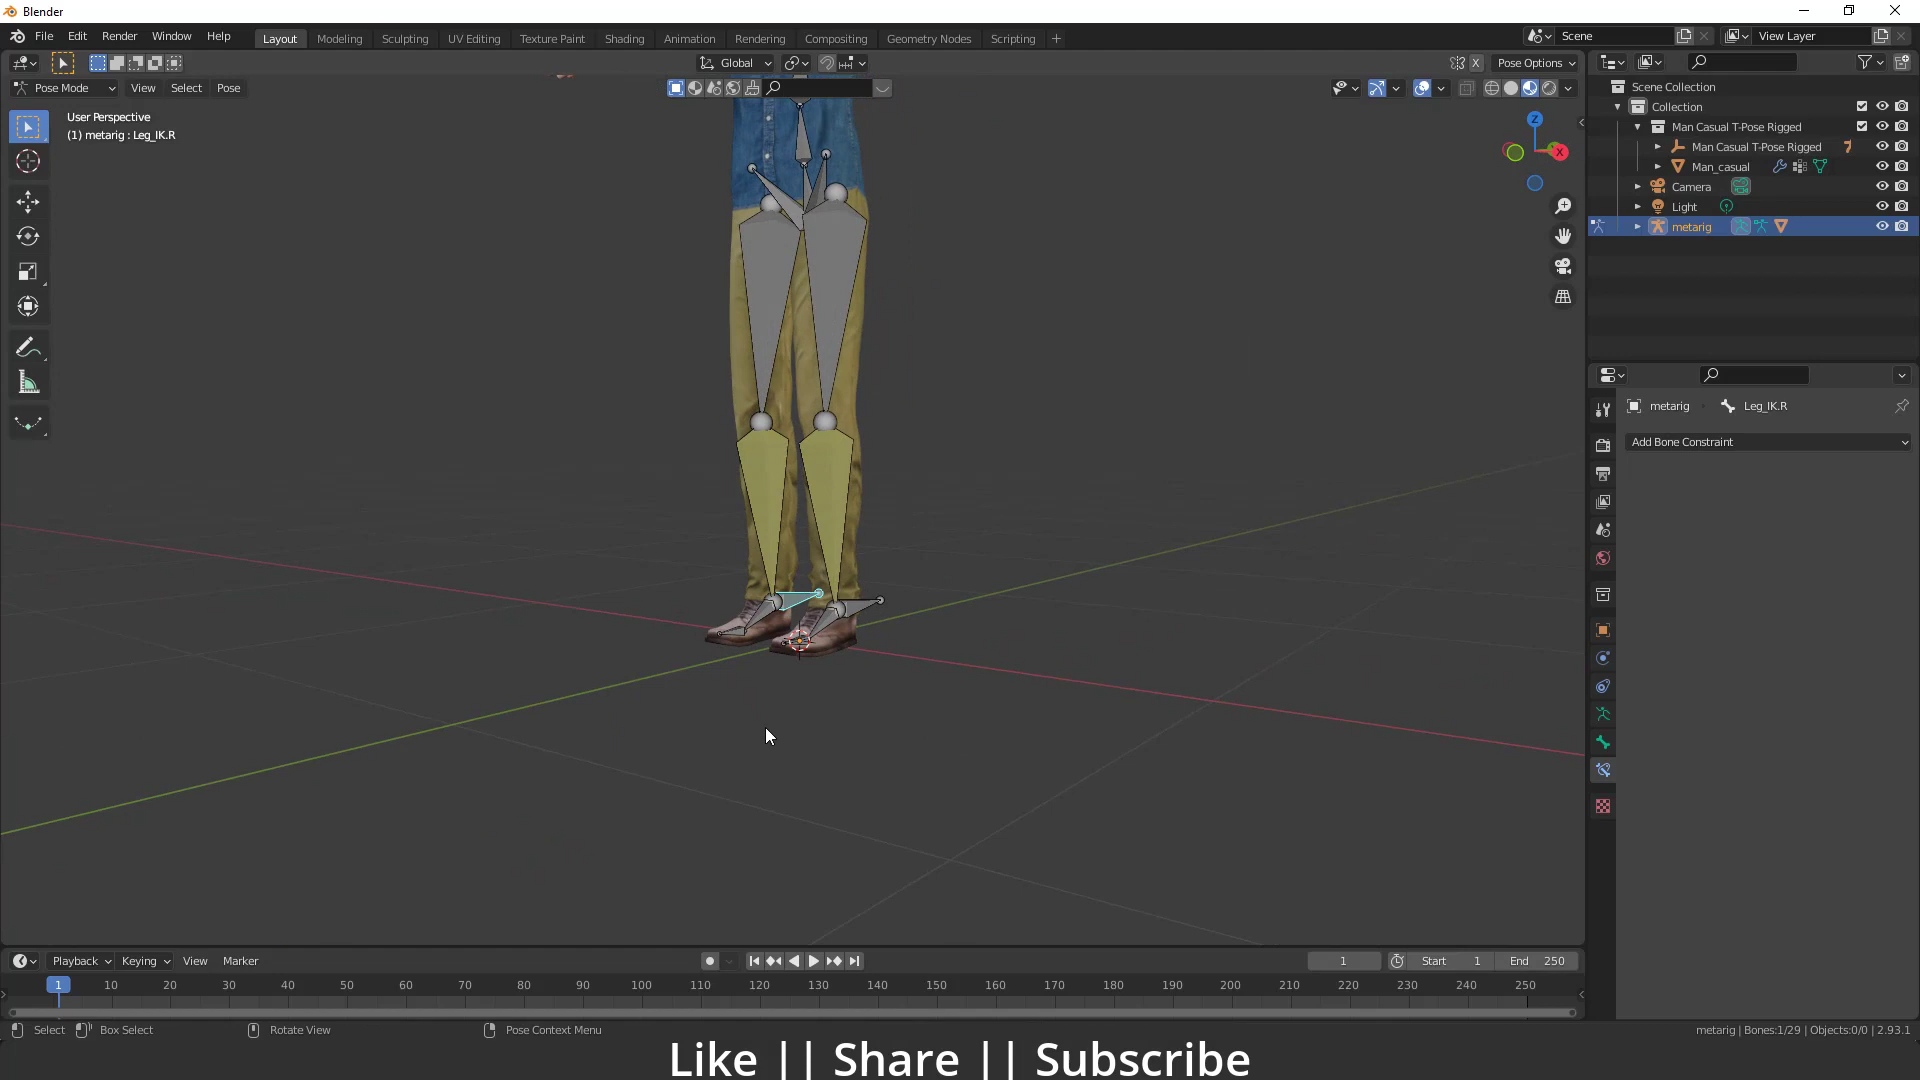 Blender
File Edit Render Window Help
Layout Modeling Sculpting UV Editing Texture Paint Shading Animation Rendering Compositing Geometry Nodes Scripting +
Scene
View Layer
Global
X
Pose Options
Pose Mode View Select Pose
User Perspective
(1) metarig : Leg_IK.R
Z
X
Scene Collection
Collection
Man Casual T-Pose Rigged
Man Casual T-Pose Rigged
Man_casual
Camera
Light
metarig
metarig Leg_IK.R
Add Bone Constraint
Playback Keying View Marker
1
Start 1
End 250
1 10 20 30 40 50 60 70 80 90 100 110 120 130 140 150 160 170 180 190 200 210 220 230 240 250
Select Box Select Rotate View Pose Context Menu
metarig | Bones:1/29 | Objects:0/0 | 2.93.1
Like || Share || Subscribe